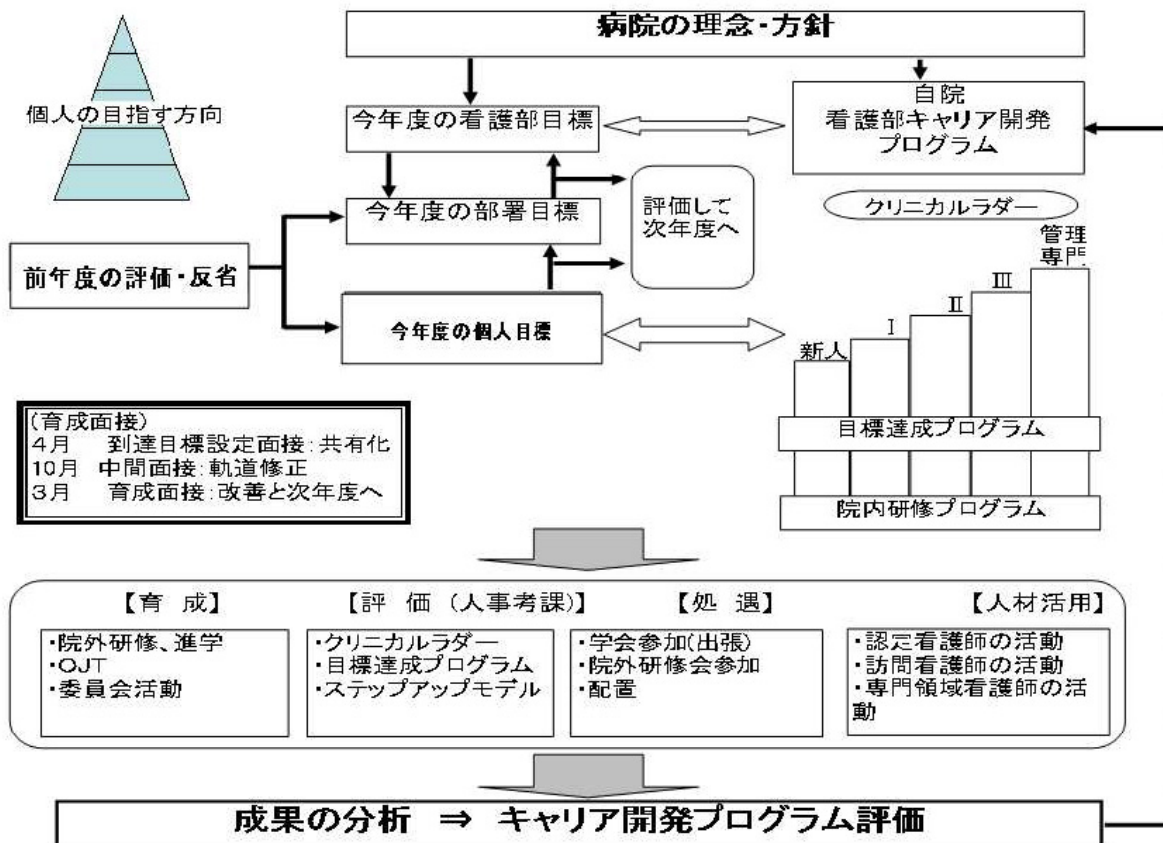 病院の理念・方針
個人の目指す方向
今年度の看護部目標
自院
看護部キャリア開発
プログラム
今年度の部署目標
評価して
次年度へ
クリニカルラダー
前年度の評価・反省
今年度の個人目標
新人
Ⅰ
Ⅱ
Ⅲ
管理
専門
目標達成プログラム
院内研修プログラム
(育成面接)
4月 到達目標設定面接:共有化
10月 中間面接:軌道修正
3月 育成面接:改善と次年度へ
【育 成】
・院外研修、進学
・OJT
・委員会活動
【評 価 (人事考課)】
・クリニカルラダー
・目標達成プログラム
・ステップアップモデル
【処 遇】
・学会参加(出張)
・院外研修会参加
・配置
【人材活用】
・認定看護師の活動
・訪問看護師の活動
・専門領域看護師の活
動
成果の分析 ⇒ キャリア開発プログラム評価